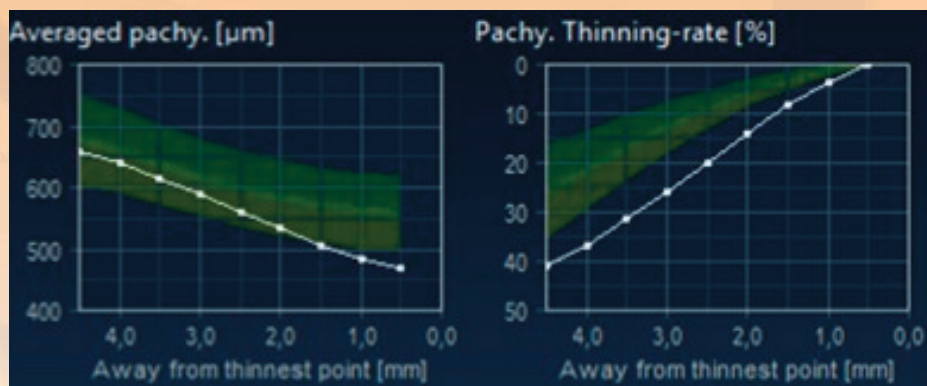 Averaged pachy. [µm]
800
700
600
500
400
4,0 3,0 2,0 1,0 0,0
Away from thinnest point [mm]
Pachy. Thinning-rate [%]
0
10
20
30
40
50
4,0 3,0 2,0 1,0 0,0
Away from thinnest point [mm]